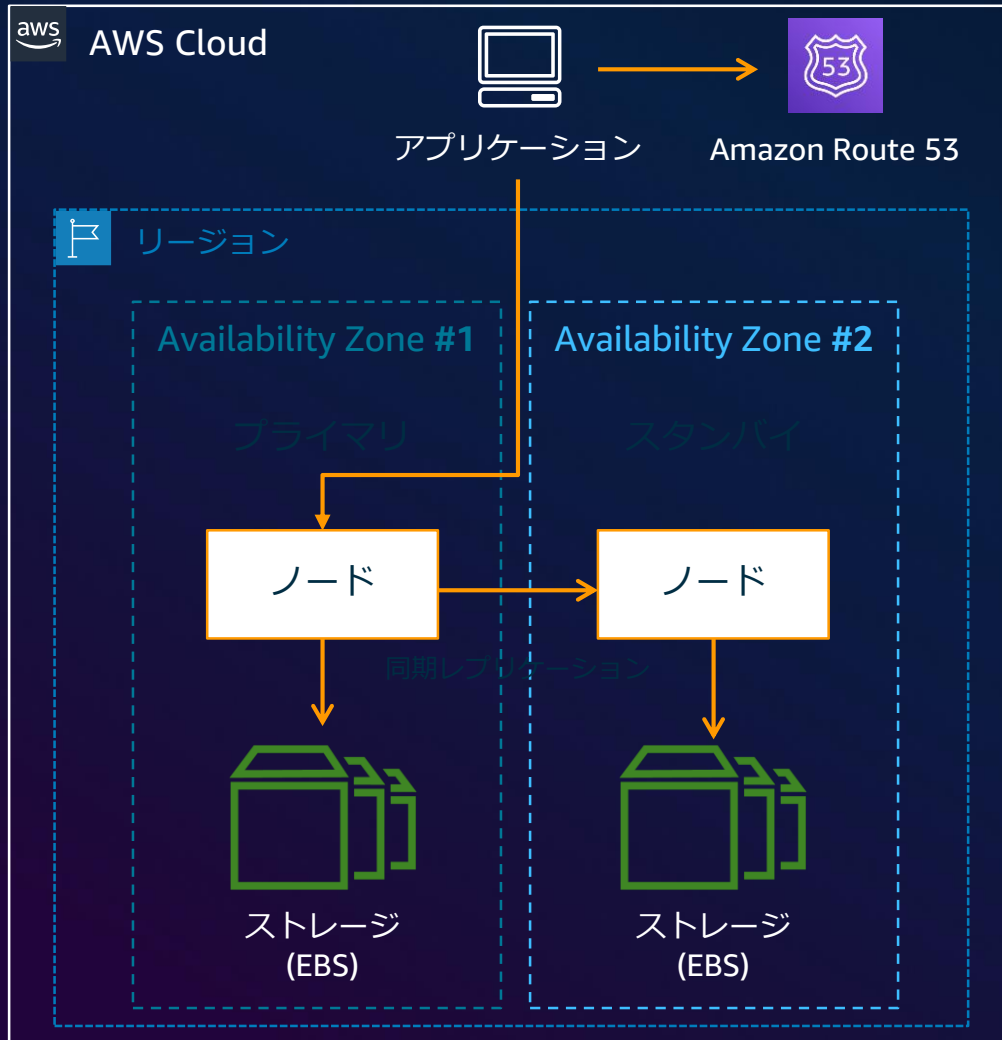 aws
AWS Cloud
53
アプリケーション
Amazon Route 53
リージョン
Availability Zone #1
Availability Zone #2
プライマリ
スタンバイ
ノード
ノード
同期レプリケーション
ストレージ
(EBS)
ストレージ
(EBS)